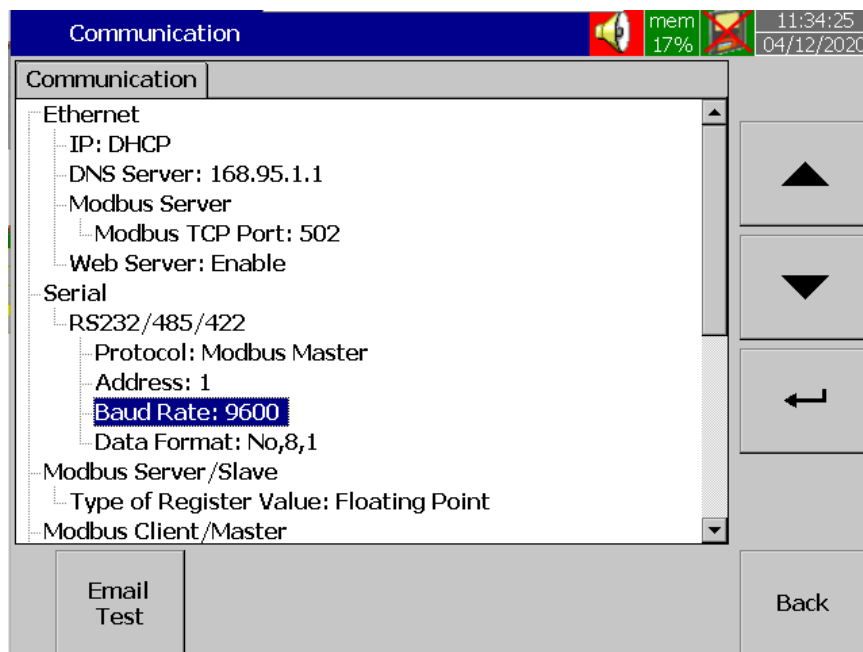 Communication
mem
17%
11:34:25
04/12/2020
Communication
Ethernet
IP: DHCP
DNS Server: 168.95.1.1
Modbus Server
Modbus TCP Port: 502
Web Server: Enable
Serial
RS232/485/422
Protocol: Modbus Master
Address: 1
Baud Rate: 9600
Data Format: No,8,1
Modbus Server/Slave
Type of Register Value: Floating Point
Modbus Client/Master
Email
Test
Back